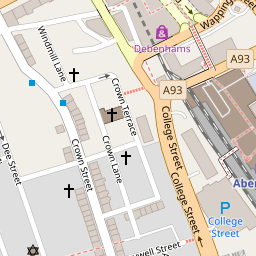 Windmill Lane
Wapping
Debenhams
A93
A93
Crown Terrace
College Street
College Street
Crown Lane
Crown Street
Dee Street
Abe
P
College
Street
well Street